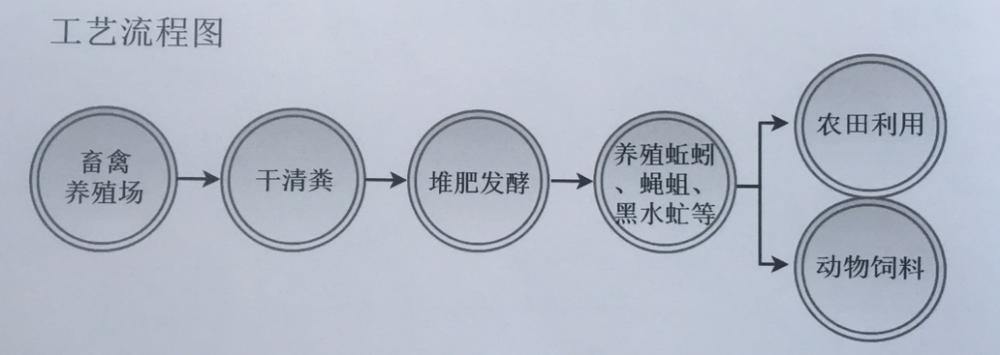 工艺流程图
畜禽
养殖场
干清粪
堆肥发酵
养殖蚯蚓
、蝇蛆、
黑水虻等
农田利用
动物饲料